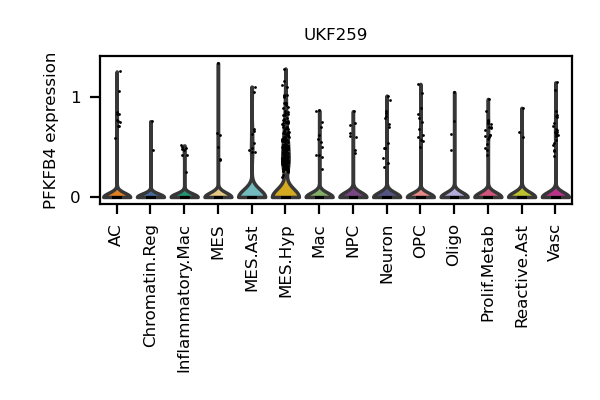 UKF259
PFKFB4 expression
1
0
AC
Chromatin.Reg
Inflammatory.Mac
MES
MES.Ast
MES.Hyp
Mac
NPC
Neuron
OPC
Oligo
Prolif.Metab
Reactive.Ast
Vasc